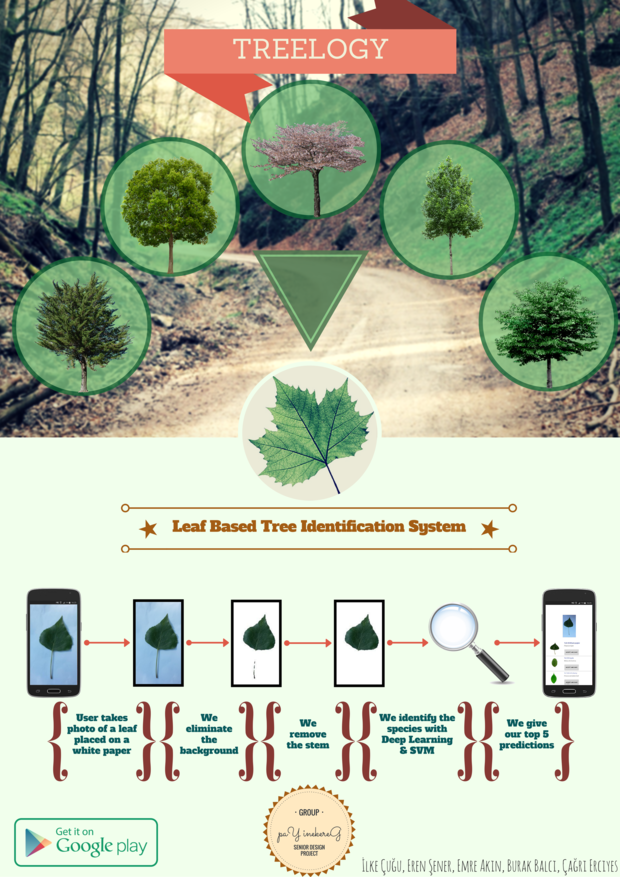 TREELOGY
Leaf Based Tree Identification System
User takes
photo of a leaf
placed on a
white paper
We
eliminate
the
background
We
remove
the stem
We identify the
species with
Deep Learning
& SVM
We give
our top 5
predictions
Get it on
Google play
· GROUP ·
paY inekereG
SENIOR DESIGN
PROJECT
İlke Çuğu, Eren Şener, Emre Akın, Burak Balcı, Çağrı Erciyes